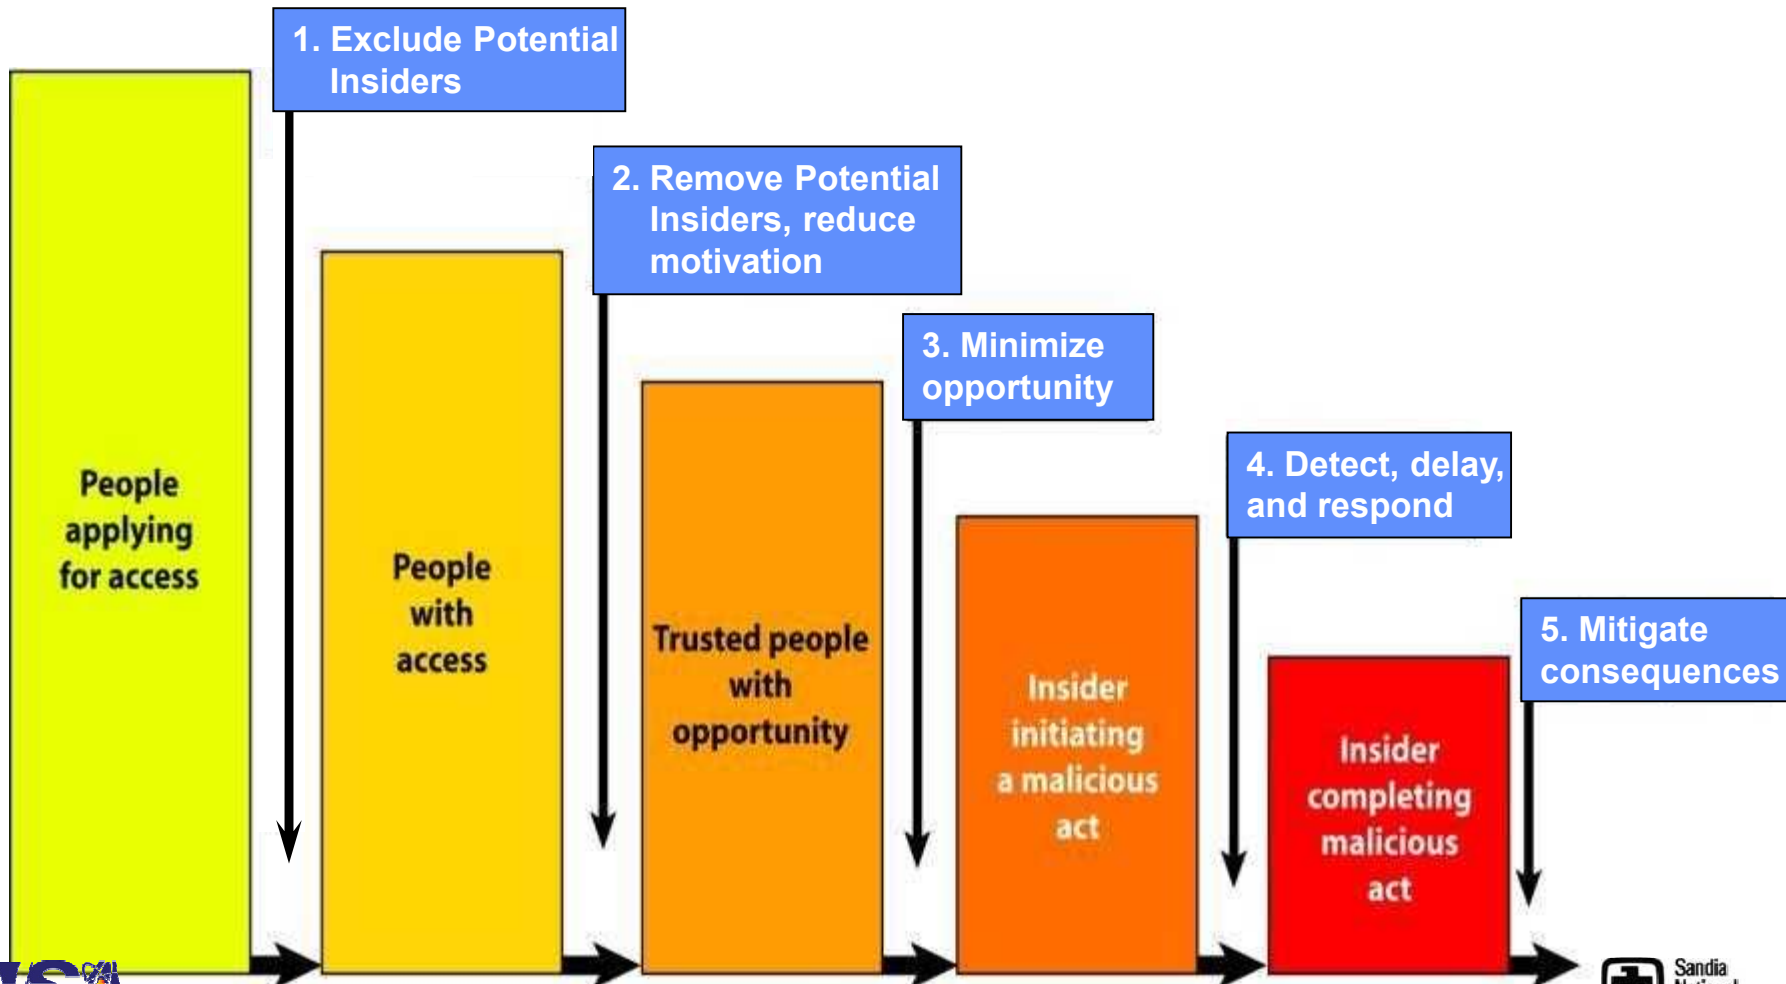 1. Exclude Potential
Insiders
2. Remove Potential
Insiders, reduce
motivation
3. Minimize
opportunity
4. Detect, delay,
and respond
5. Mitigate
consequences
People
applying
for access
People
with
access
Trusted people
with
opportunity
Insider
initiating
a malicious
act
Insider
completing
malicious
act
Sandia